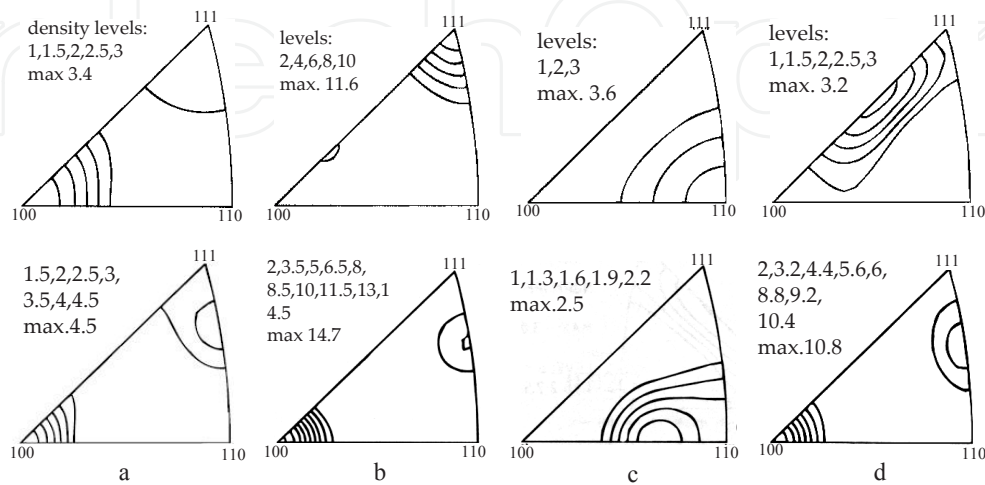 111
density levels:
1,1.5,2,2.5,3
max 3.4
100
110
111
levels:
2,4,6,8,10
max. 11.6
100
110
111
levels:
1,2,3
max. 3.6
100
110
111
levels:
1,1.5,2,2.5,3
max. 3.2
100
110
111
1.5,2,2.5,3,
3.5,4,4.5
max.4.5
100
110
a
111
2,3.5,5,6.5,8,
8.5,10,11.5,13,1
4.5
max 14.7
100
110
b
111
1,1.3,1.6,1.9,2.2
max.2.5
100
110
c
111
2,3.2,4.4,5.6,6,
8.8,9.2,
10.4
max.10.8
100
110
d